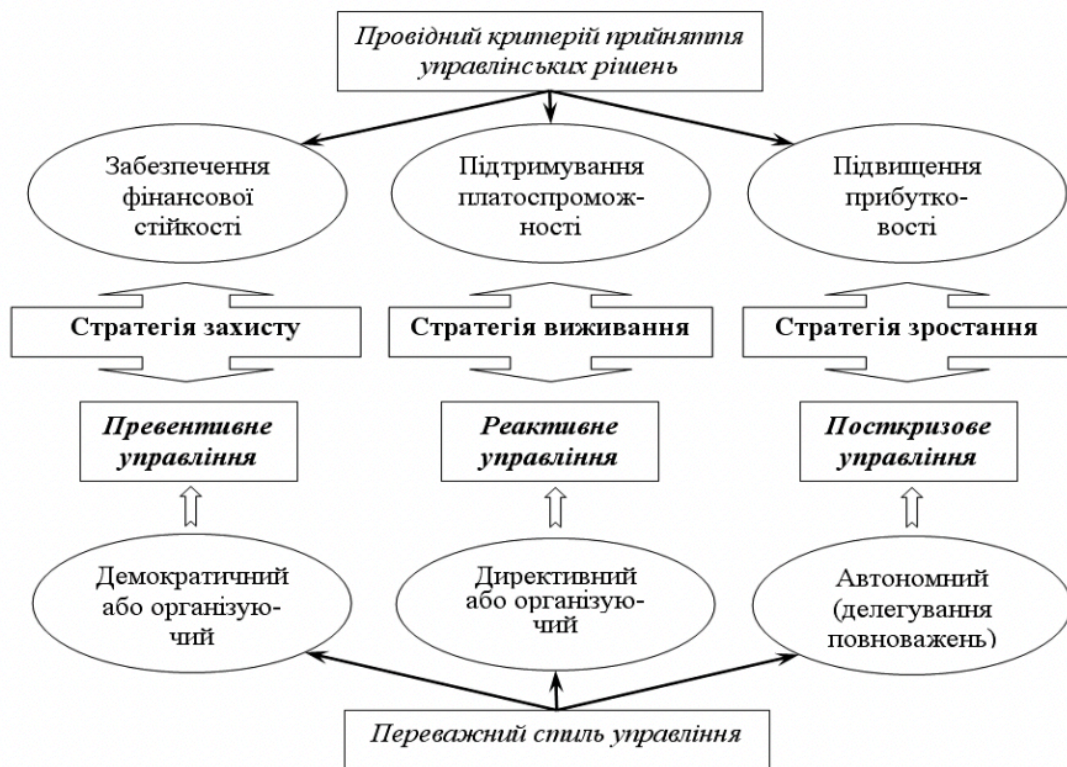 Провідний критерій прийняття
управлінських рішень
Забезпечення
фінансової
стійкості
Підтримування
платоспромож-
ності
Підвищення
прибутко-
вості
Стратегія захисту
Стратегія виживання
Стратегія зростання
Превентивне
управління
Реактивне
управління
Посткризове
управління
Демократичний
або організую-
чий
Директивний
або організую-
чий
Автономний
(делегування
повноважень)
Переважний стиль управління